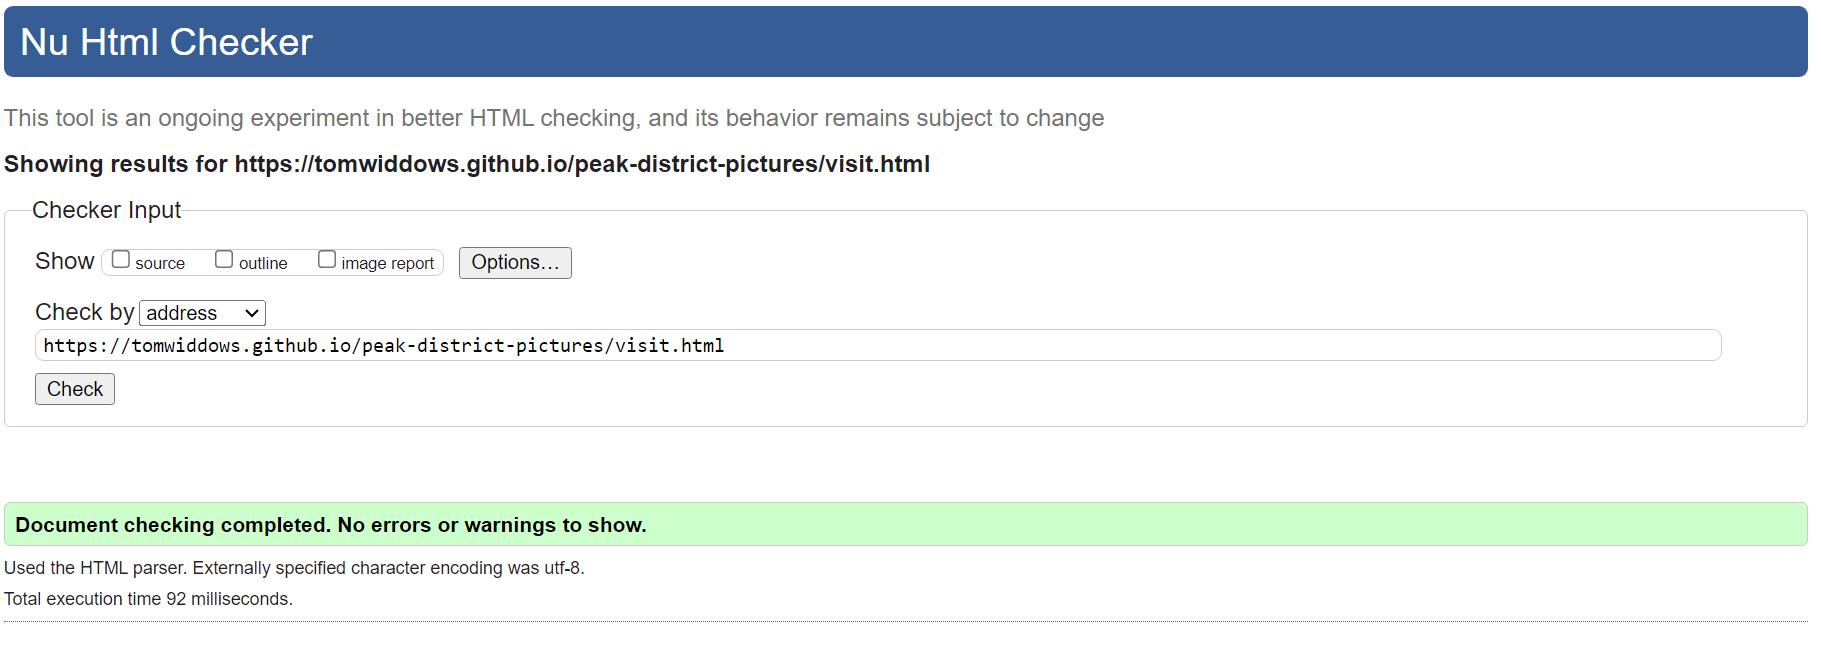 Nu Html Checker
This tool is an ongoing experiment in better HTML checking, and its behavior remains subject to change
Showing results for https://tomwiddows.github.io/peak-district-pictures/visit.html
Checker Input
Show source outline image report Options...
Check by address
https://tomwiddows.github.io/peak-district-pictures/visit.html
Check
Document checking completed. No errors or warnings to show.
Used the HTML parser. Externally specified character encoding was utf-8.
Total execution time 92 milliseconds.